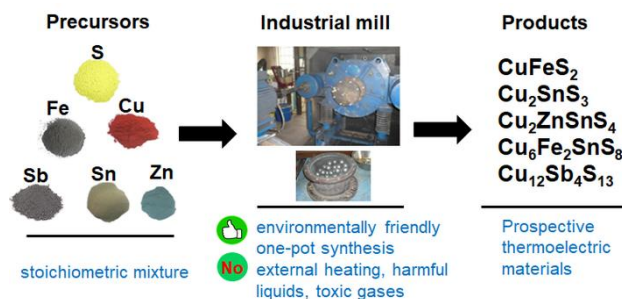 Precursors
S
Fe
Cu
Sb
Sn
Zn
stoichiometric mixture
Industrial mill
environmentally friendly
one-pot synthesis
No
external heating, harmful
liquids, toxic gases
Products
CuFeS₂
Cu₂SnS₃
Cu₂ZnSnS₄
Cu₆Fe₂SnS₈
Cu₁₂Sb₄S₁₃
Prospective
thermoelectric
materials